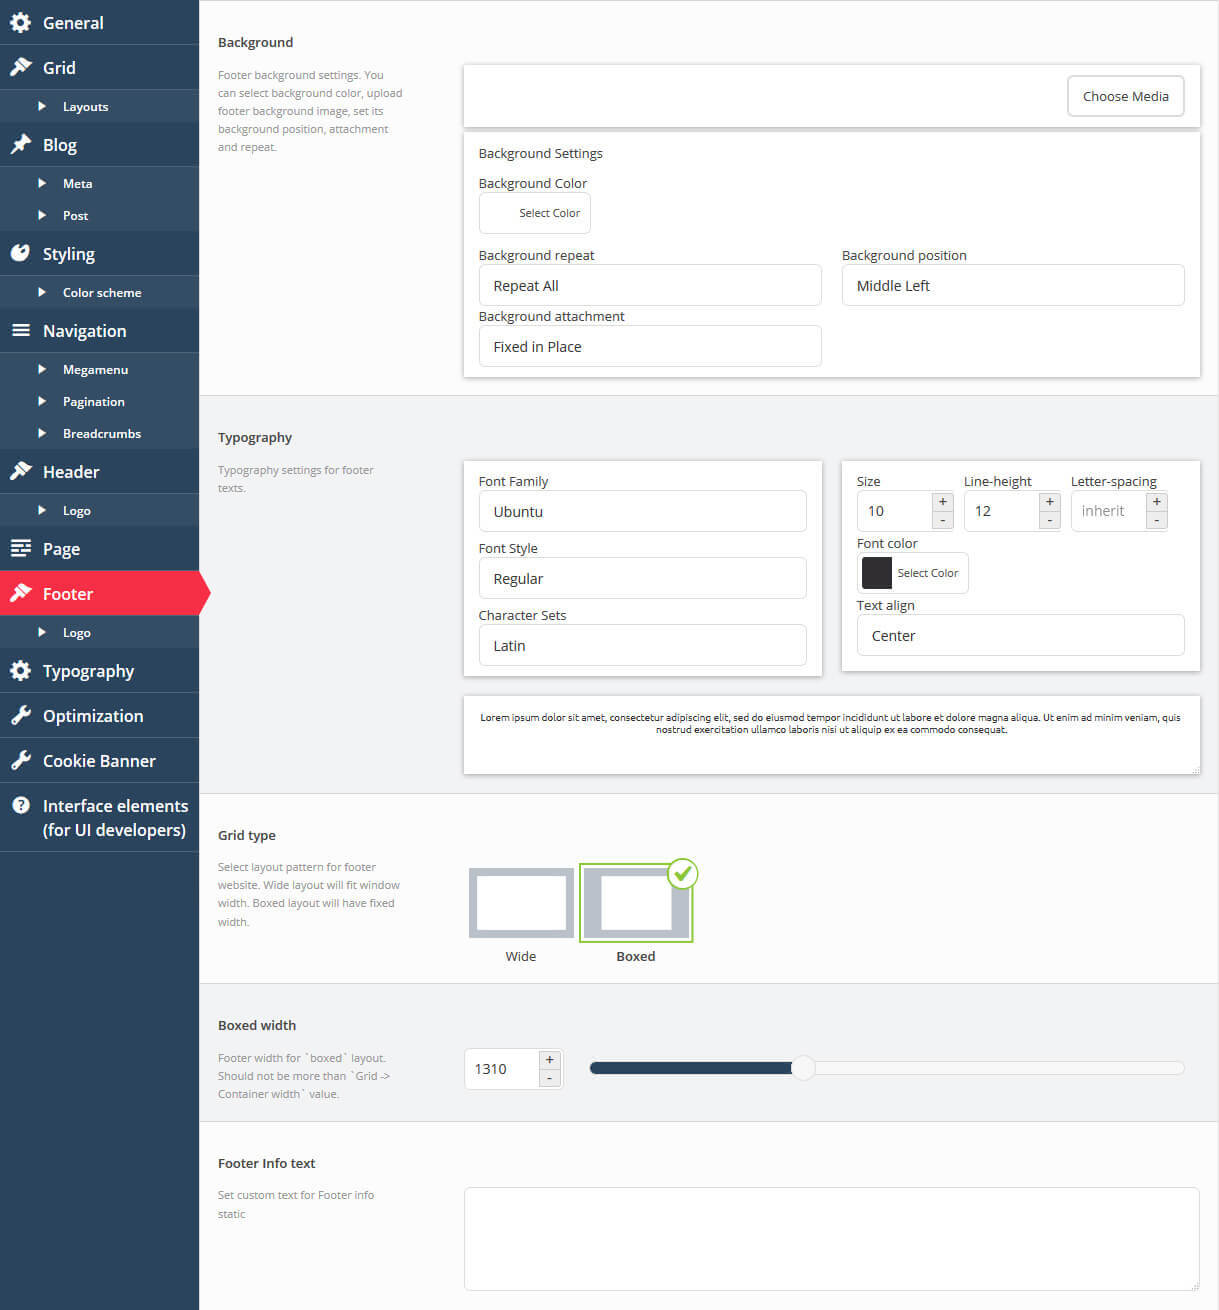 General
Grid
Layouts
Blog
Meta
Post
Styling
Color scheme
Navigation
Megamenu
Pagination
Breadcrumbs
Header
Logo
Page
Footer
Logo
Typography
Optimization
Cookie Banner
Interface elements
(for UI developers)
Background
Footer background settings. You
can select background color, upload
footer background image, set its
background position, attachment
and repeat.
Choose Media
Background Settings
Background Color
Select Color
Background repeat
Repeat All
Background position
Middle Left
Background attachment
Fixed in Place
Typography
Typography settings for footer
texts.
Font Family
Ubuntu
Font Style
Regular
Character Sets
Latin
Size
10
+
-
Line-height
12
+
-
Letter-spacing
inherit
+
-
Font color
Select Color
Text align
Center
Lorem ipsum dolor sit amet, consectetur adipiscing elit, sed do eiusmod tempor incididunt ut labore et dolore magna aliqua. Ut enim ad minim veniam, quis
nostrud exercitation ullamco laboris nisi ut aliquip ex ea commodo consequat.
Grid type
Select layout pattern for footer
website. Wide layout will fit window
width. Boxed layout will have fixed
width.
Wide
Boxed
Boxed width
Footer width for `boxed` layout.
Should not be more than `Grid ->
Container width` value.
1310
+
-
Footer Info text
Set custom text for Footer info
static